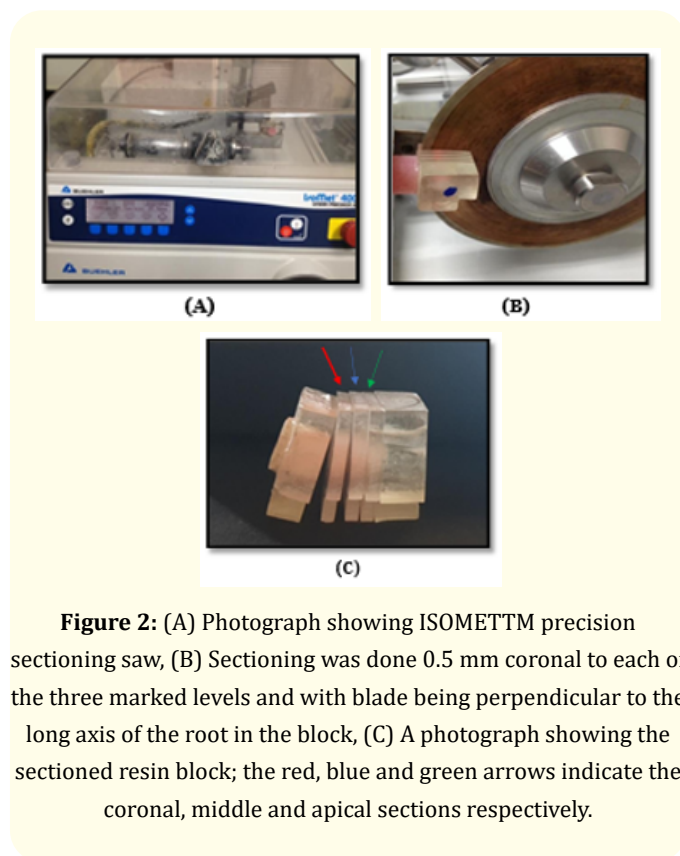 BUEHLER
IsoMet
BUEHLER
(A)
(B)
(C)
Figure 2: (A) Photograph showing ISOMETTM precision
sectioning saw, (B) Sectioning was done 0.5 mm coronal to each o
the three marked levels and with blade being perpendicular to the
long axis of the root in the block, (C) A photograph showing the
sectioned resin block; the red, blue and green arrows indicate the
coronal, middle and apical sections respectively.